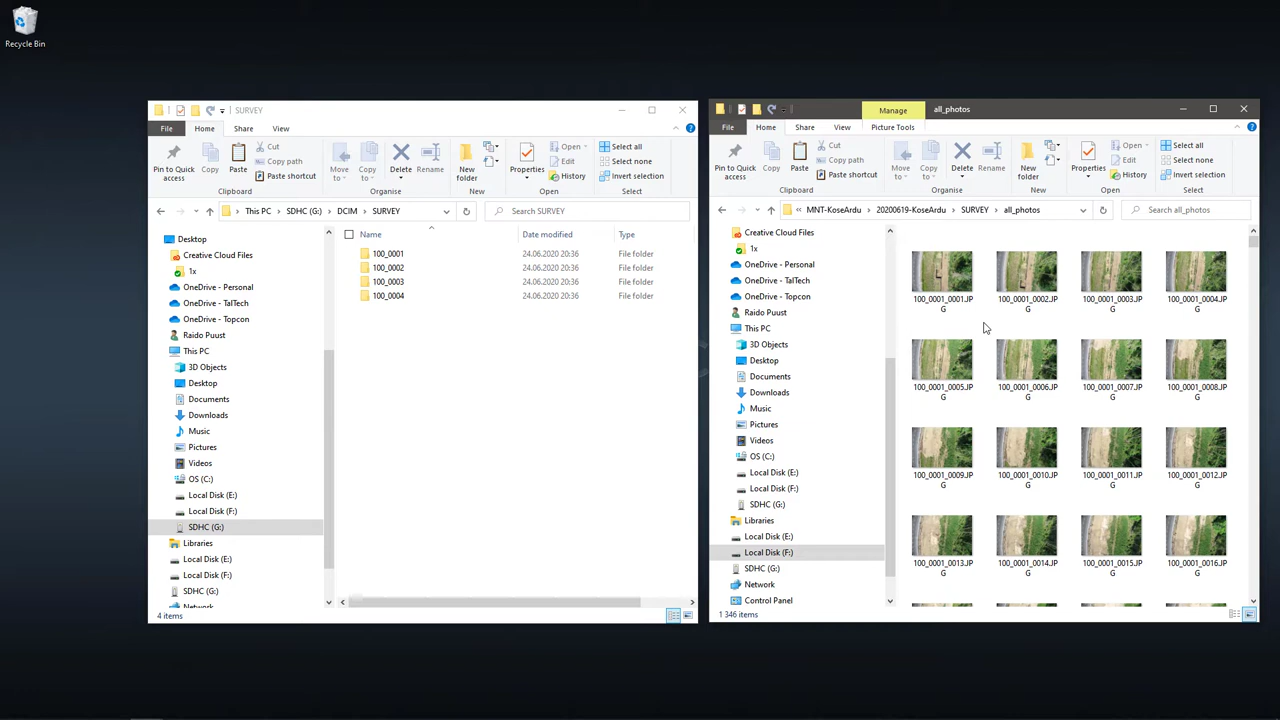 Recycle Bin
SURVEY
File Home Share View
Pin to Quick access
Copy
Paste
Cut
Copy path
Paste shortcut
Clipboard
Move to
Copy to
Delete
Rename
Organise
New folder
New
Properties
Open
Edit
History
Open
Select all
Select none
Invert selection
Select
This PC > SDHC (G:) > DCIM > SURVEY
Search SURVEY
Desktop
Creative Cloud Files
1x
OneDrive - Personal
OneDrive - TalTech
OneDrive - Topcon
Raido Puust
This PC
3D Objects
Desktop
Documents
Downloads
Music
Pictures
Videos
OS (C:)
Local Disk (E:)
Local Disk (F:)
SDHC (G:)
Libraries
Local Disk (E:)
Local Disk (F:)
SDHC (G:)
Network
Name Date modified Type
100_0001 24.06.2020 20:36 File folder
100_0002 24.06.2020 20:36 File folder
100_0003 24.06.2020 20:36 File folder
100_0004 24.06.2020 20:36 File folder
4 items
Manage all_photos
File Home Share View Picture Tools
Pin to Quick access
Copy
Paste
Cut
Copy path
Paste shortcut
Clipboard
Move to
Copy to
Delete
Rename
Organise
New folder
New
Properties
Open
Edit
History
Open
Select all
Select none
Invert selection
Select
« MNT-KoseArdu > 20200619-KoseArdu > SURVEY > all_photos
Search all_photos
Creative Cloud Files
1x
OneDrive - Personal
OneDrive - TalTech
OneDrive - Topcon
Raido Puust
This PC
3D Objects
Desktop
Documents
Downloads
Music
Pictures
Videos
OS (C:)
Local Disk (E:)
Local Disk (F:)
SDHC (G:)
Libraries
Local Disk (E:)
Local Disk (F:)
SDHC (G:)
Network
Control Panel
100_0001_0001.JPG 100_0001_0002.JPG 100_0001_0003.JPG 100_0001_0004.JPG
100_0001_0005.JPG 100_0001_0006.JPG 100_0001_0007.JPG 100_0001_0008.JPG
100_0001_0009.JPG 100_0001_0010.JPG 100_0001_0011.JPG 100_0001_0012.JPG
100_0001_0013.JPG 100_0001_0014.JPG 100_0001_0015.JPG 100_0001_0016.JPG
1 346 items